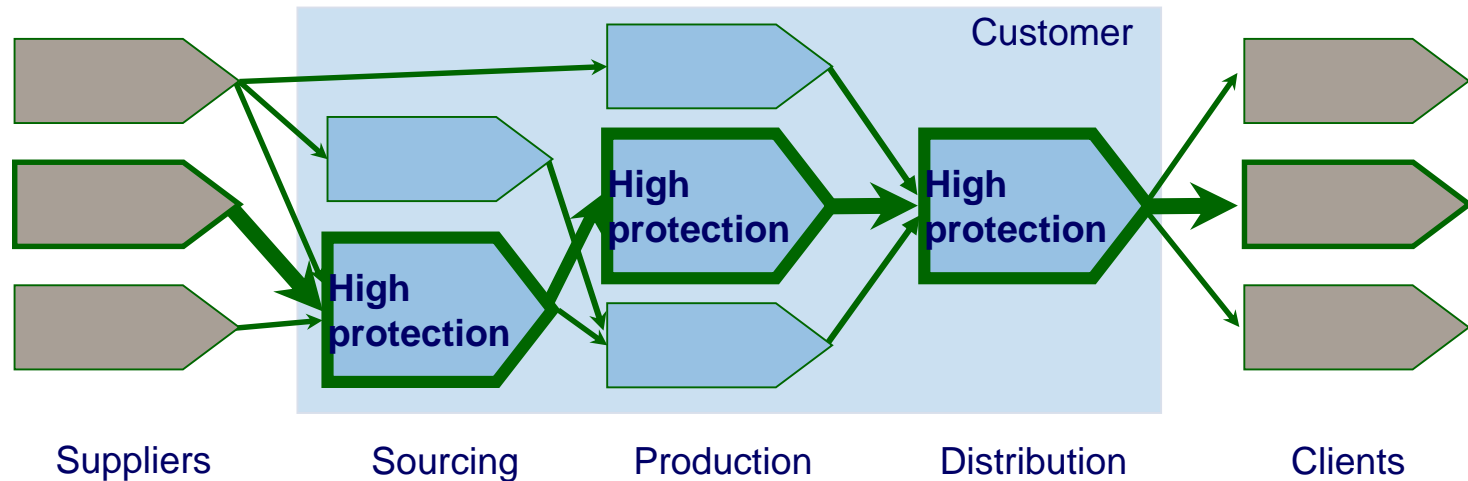 Customer
High
protection
High
protection
High
protection
Suppliers
Sourcing
Production
Distribution
Clients